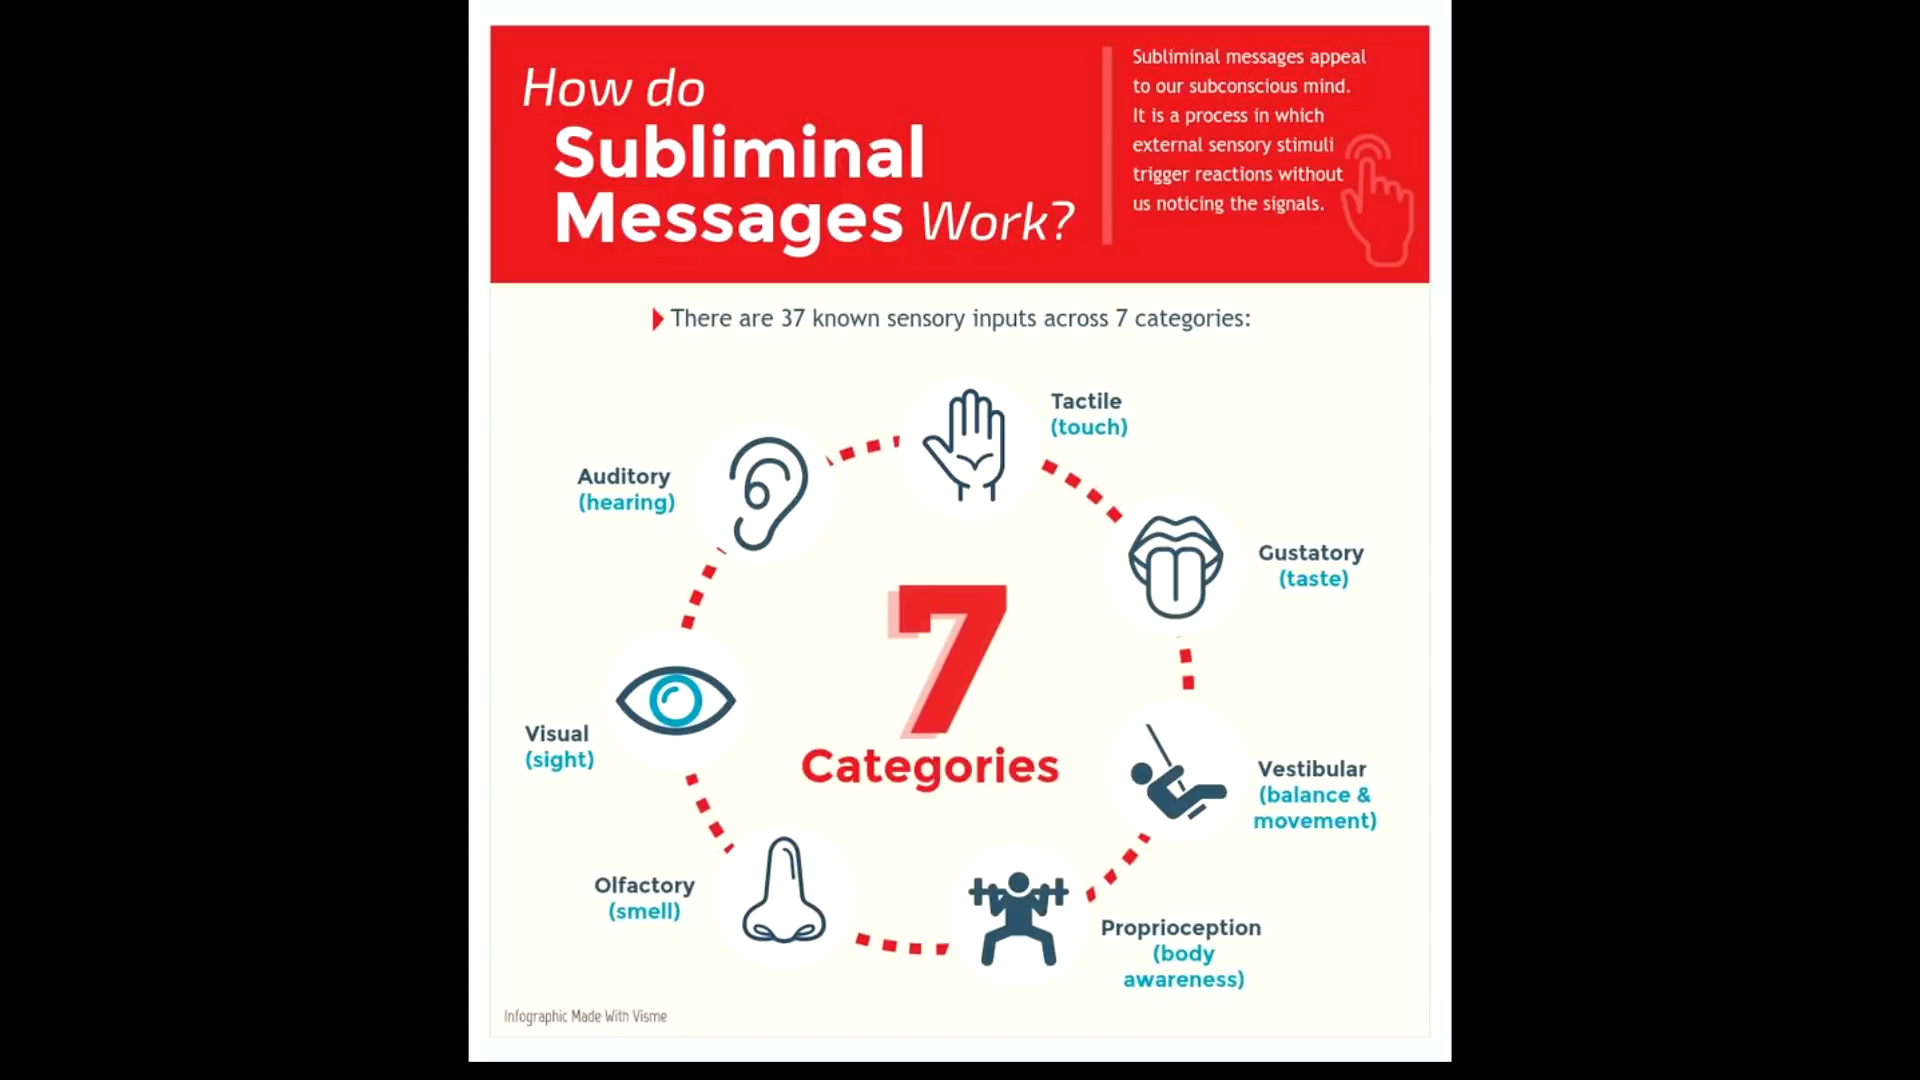 How do
Subliminal
Messages Work?
Subliminal messages appeal
to our subconscious mind.
It is a process in which
external sensory stimuli
trigger reactions without
us noticing the signals.
There are 37 known sensory inputs across 7 categories:
Tactile
(touch)
Auditory
(hearing)
Gustatory
(taste)
7
Categories
Visual
(sight)
Vestibular
(balance &
movement)
Olfactory
(smell)
Proprioception
(body
awareness)
Infographic Made With Visme